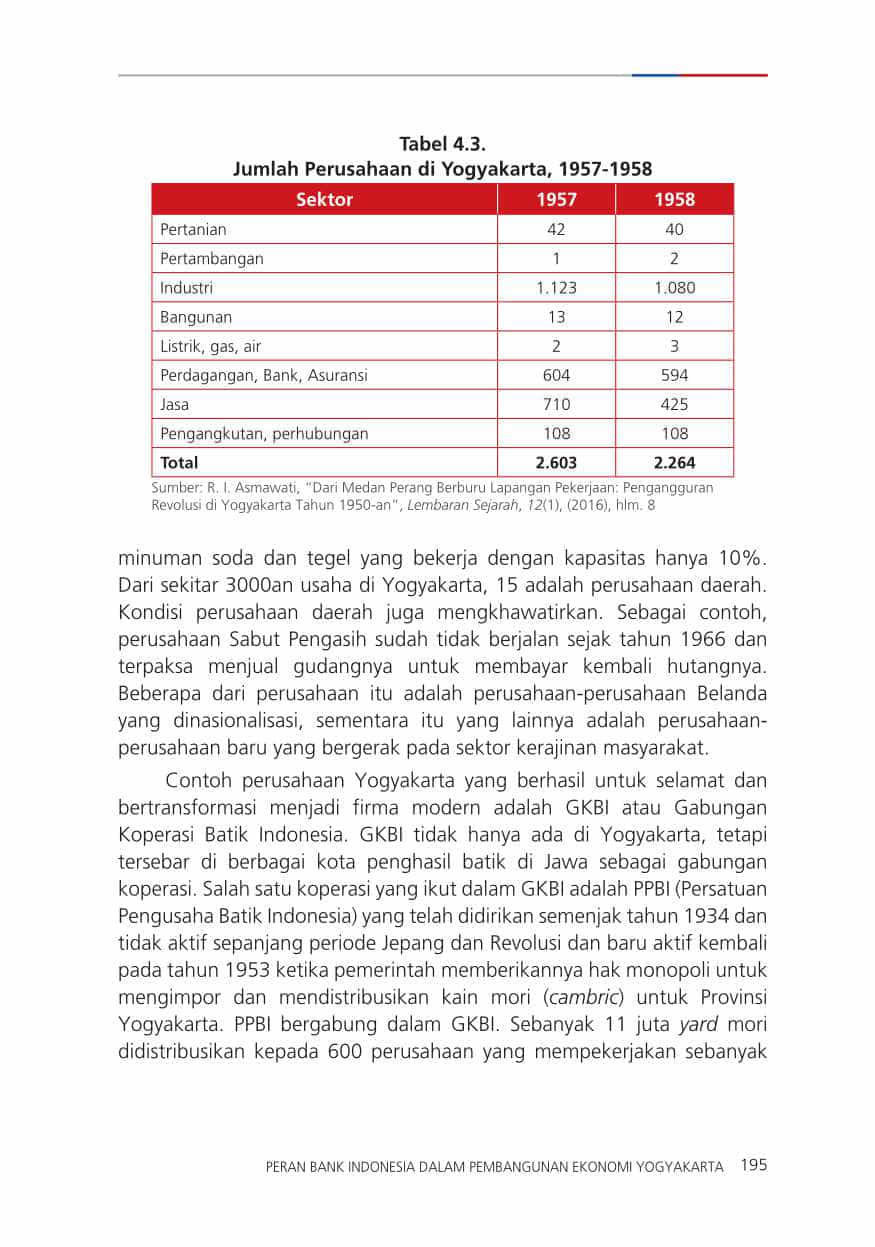 Tabel 4.3.
Jumlah Perusahaan di Yogyakarta, 1957-1958
Sektor 1957 1958
Pertanian 42 40
Pertambangan 1 2
Industri 1.123 1.080
Bangunan 13 12
Listrik, gas, air 2 3
Perdagangan, Bank, Asuransi 604 594
Jasa 710 425
Pengangkutan, perhubungan 108 108
Total 2.603 2.264
Sumber: R. I. Asmawati, “Dari Medan Perang Berburu Lapangan Pekerjaan: Pengangguran
Revolusi di Yogyakarta Tahun 1950-an”, Lembaran Sejarah, 12(1), (2016), hlm. 8
minuman soda dan tegel yang bekerja dengan kapasitas hanya 10%.
Dari sekitar 3000an usaha di Yogyakarta, 15 adalah perusahaan daerah.
Kondisi perusahaan daerah juga mengkhawatirkan. Sebagai contoh,
perusahaan Sabut Pengasih sudah tidak berjalan sejak tahun 1966 dan
terpaksa menjual gudangnya untuk membayar kembali hutangnya.
Beberapa dari perusahaan itu adalah perusahaan-perusahaan Belanda
yang dinasionalisasi, sementara itu yang lainnya adalah perusahaan-
perusahaan baru yang bergerak pada sektor kerajinan masyarakat.
Contoh perusahaan Yogyakarta yang berhasil untuk selamat dan
bertransformasi menjadi firma modern adalah GKBI atau Gabungan
Koperasi Batik Indonesia. GKBI tidak hanya ada di Yogyakarta, tetapi
tersebar di berbagai kota penghasil batik di Jawa sebagai gabungan
koperasi. Salah satu koperasi yang ikut dalam GKBI adalah PPBI (Persatuan
Pengusaha Batik Indonesia) yang telah didirikan semenjak tahun 1934 dan
tidak aktif sepanjang periode Jepang dan Revolusi dan baru aktif kembali
pada tahun 1953 ketika pemerintah memberikannya hak monopoli untuk
mengimpor dan mendistribusikan kain mori (cambric) untuk Provinsi
Yogyakarta. PPBI bergabung dalam GKBI. Sebanyak 11 juta yard mori
didistribusikan kepada 600 perusahaan yang mempekerjakan sebanyak
PERAN BANK INDONESIA DALAM PEMBANGUNAN EKONOMI YOGYAKARTA 195